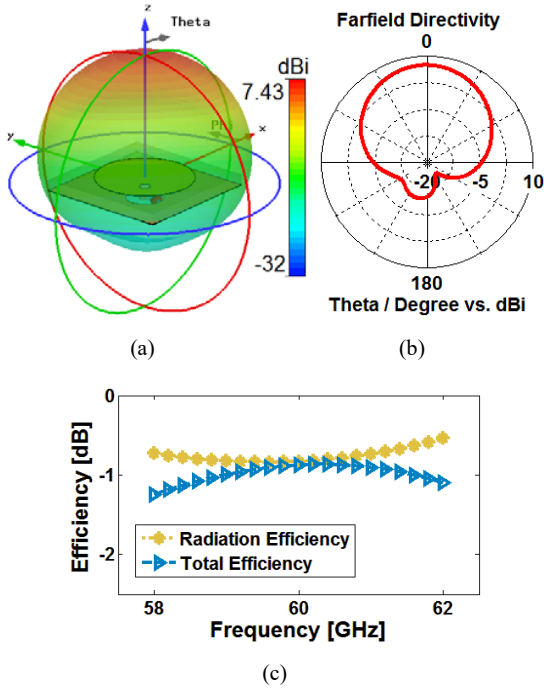 z
Theta
dBi
7.43
y
Phi
x
-32
(a)
Farfield Directivity
0
-20
-5
10
180
Theta / Degree vs. dBi
(b)
Efficiency [dB]
0
-1
-2
Radiation Efficiency
Total Efficiency
58
60
62
Frequency [GHz]
(c)